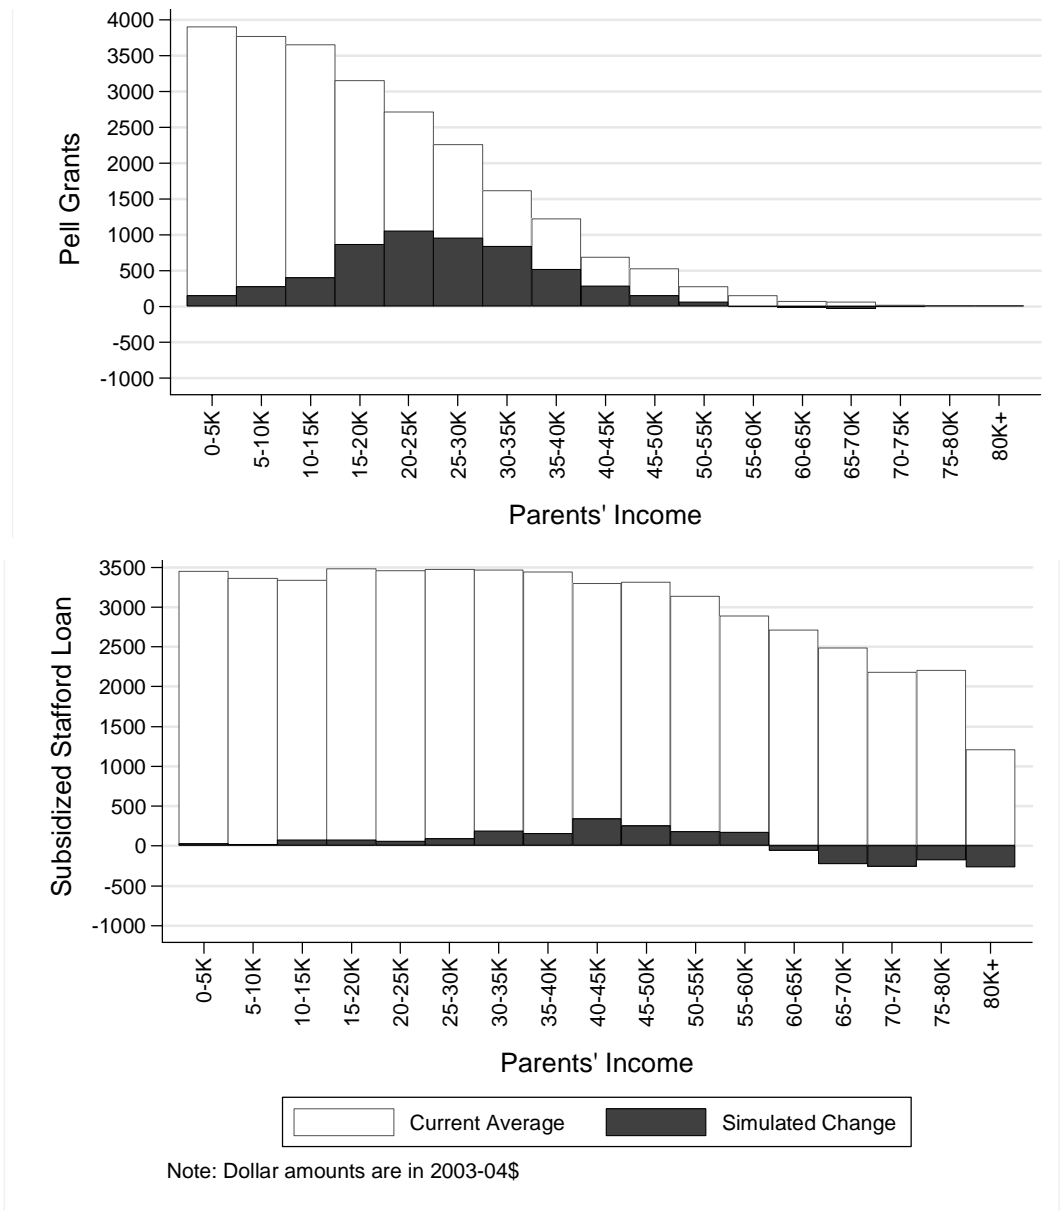 4000
3500
3000
2500
2000
1500
1000
500
0
-500
-1000
Pell Grants
0-5K
5-10K
10-15K
15-20K
20-25K
25-30K
30-35K
35-40K
40-45K
45-50K
50-55K
55-60K
60-65K
65-70K
70-75K
75-80K
80K+
Parents' Income
3500
3000
2500
2000
1500
1000
500
0
-500
-1000
Subsidized Stafford Loan
0-5K
5-10K
10-15K
15-20K
20-25K
25-30K
30-35K
35-40K
40-45K
45-50K
50-55K
55-60K
60-65K
65-70K
70-75K
75-80K
80K+
Parents' Income
Current Average
Simulated Change
Note: Dollar amounts are in 2003-04$